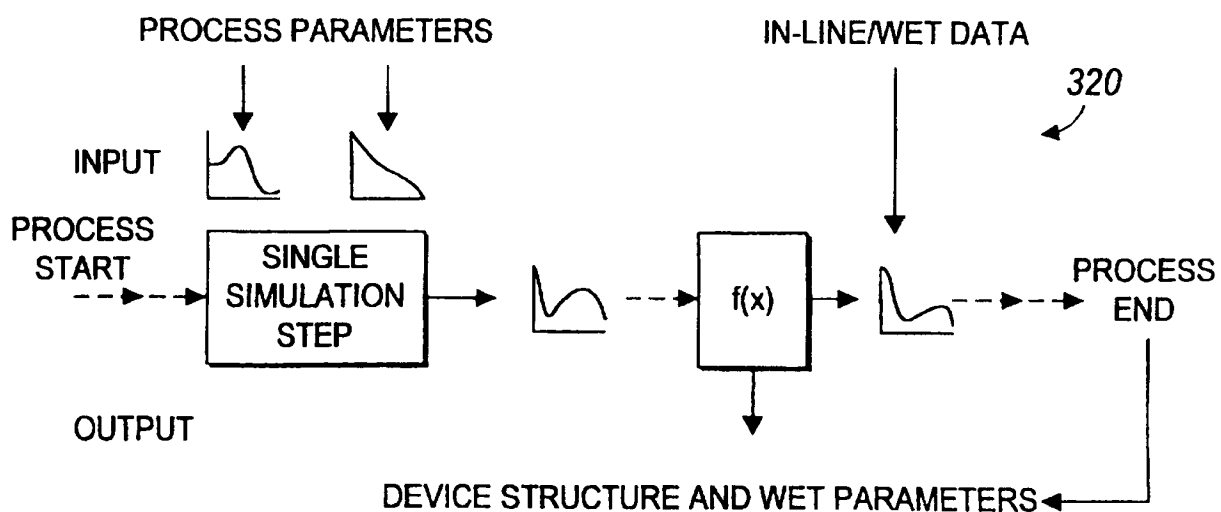 PROCESS PARAMETERS
IN-LINE/WET DATA
320
INPUT
PROCESS
START
SINGLE
SIMULATION
STEP
f(x)
PROCESS
END
OUTPUT
DEVICE STRUCTURE AND WET PARAMETERS